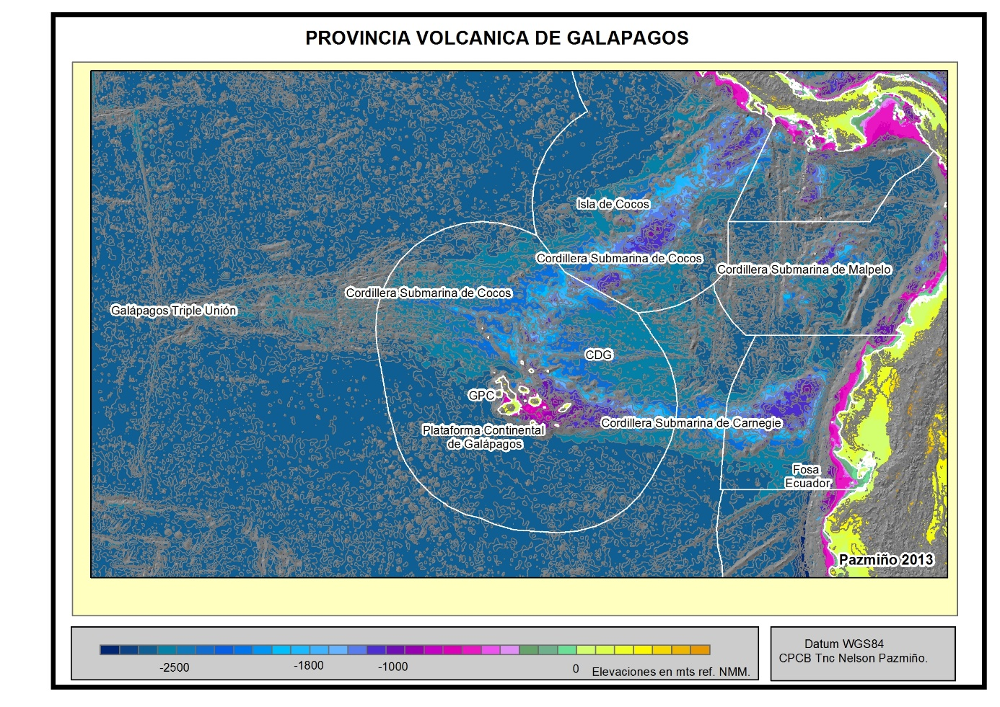 PROVINCIA VOLCANICA DE GALAPAGOS
Isla de Cocos
Cordillera Submarina de Cocos
Cordillera Submarina de Malpelo
Cordillera Submarina de Cocos
Galápagos Triple Unión
CDG
GPC
Plataforma Continental
de Galápagos
Cordillera Submarina de Carnegie
Fosa
Ecuador
Pazmiño 2013
-2500
-1800
-1000
0
Elevaciones en mts ref. NMM.
Datum WGS84
CPCB Tnc Nelson Pazmiño.